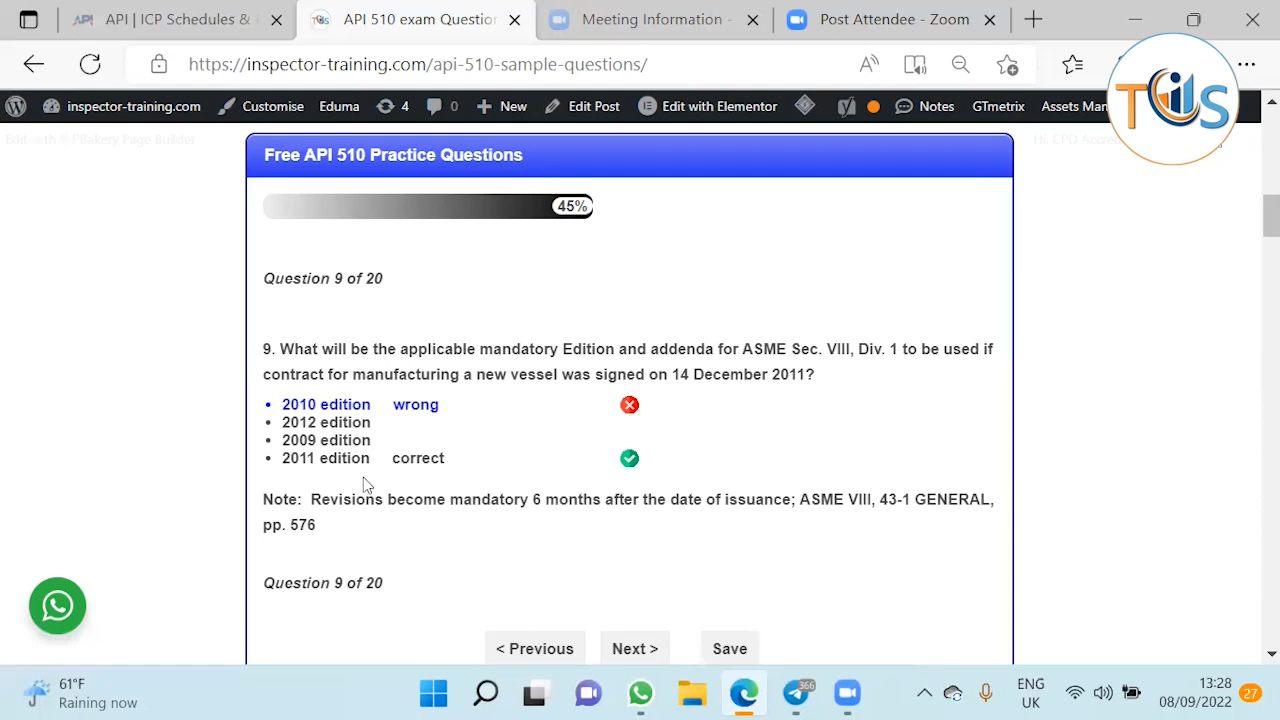 API | ICP Schedules &
API 510 exam Question
Meeting Information -
Post Attendee - Zoom
https://inspector-training.com/api-510-sample-questions/
inspector-training.com
Customise
Eduma
4
0
New
Edit Post
Edit with Elementor
Notes
GTmetrix
Assets Man
TCIS
Free API 510 Practice Questions
45%
Question 9 of 20
9. What will be the applicable mandatory Edition and addenda for ASME Sec. VIII, Div. 1 to be used if
contract for manufacturing a new vessel was signed on 14 December 2011?
• 2010 edition wrong
• 2012 edition
• 2009 edition
• 2011 edition correct
Note: Revisions become mandatory 6 months after the date of issuance; ASME VIII, 43-1 GENERAL,
pp. 576
Question 9 of 20
< Previous
Next >
Save
61°F
Raining now
366
ENG
UK
13:28
08/09/2022
27